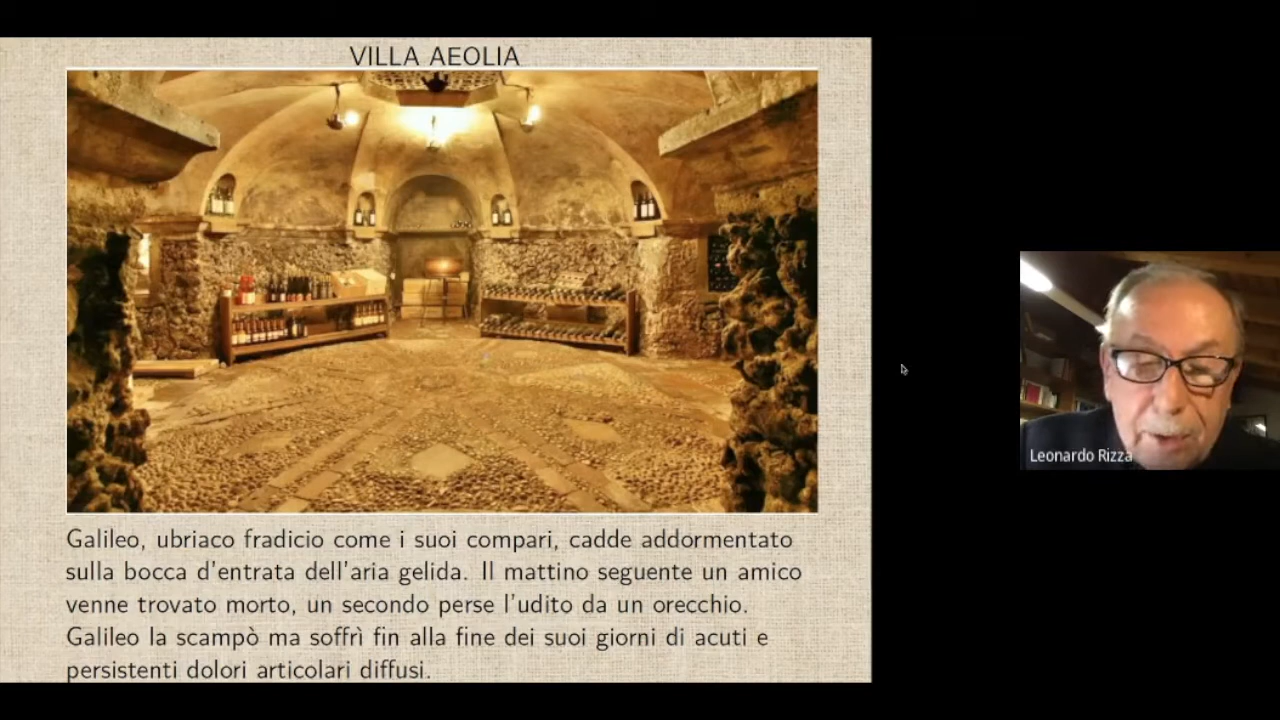 VILLA AEOLIA
Galileo, ubriaco fradicio come i suoi compari, cadde addormentato
sulla bocca d'entrata dell'aria gelida. Il mattino seguente un amico
venne trovato morto, un secondo perse l'udito da un orecchio.
Galileo la scampò ma soffrì fin alla fine dei suoi giorni di acuti e
persistenti dolori articolari diffusi.
Leonardo Rizza